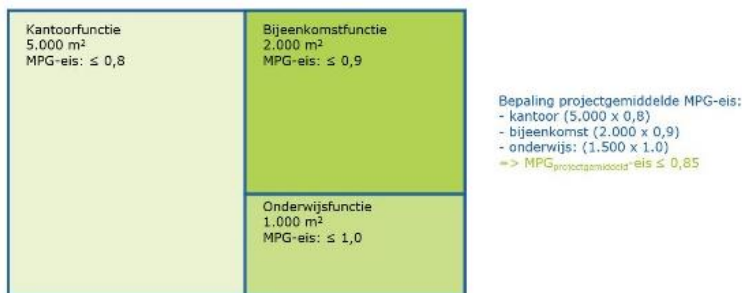 Kantoorfunctie
5.000 m²
MPG-eis: ≤ 0,8
Bijeenkomstfunctie
2.000 m²
MPG-eis: ≤ 0,9
Onderwijsfunctie
1.000 m²
MPG-eis: ≤ 1,0
Bepaling projectgemiddelde MPG-eis:
- kantoor (5.000 x 0,8)
- bijeenkomst (2.000 x 0,9)
- onderwijs: (1.500 x 1.0)
=> MPGprojectgemiddeld-eis ≤ 0,85